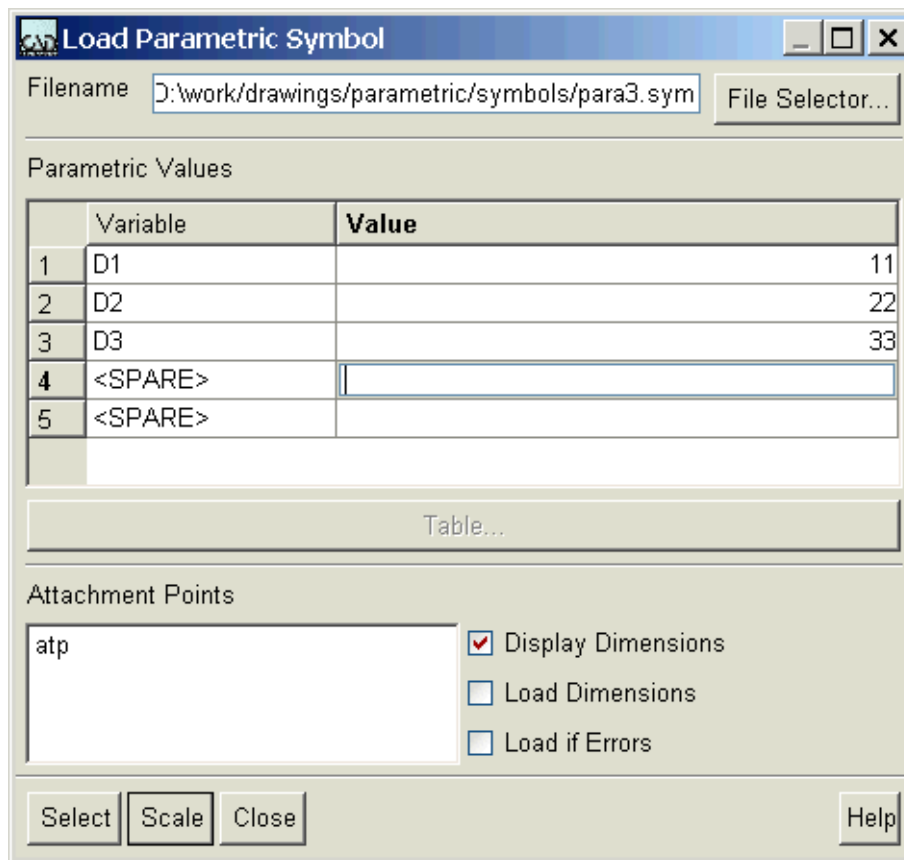 CAD Load Parametric Symbol
Filename D:\work/drawings/parametric/symbols/para3.sym File Selector...
Parametric Values
Variable Value
1 D1 11
2 D2 22
3 D3 33
4 <SPARE>
5 <SPARE>
Table...
Attachment Points
atp
Display Dimensions
Load Dimensions
Load if Errors
Select Scale Close Help